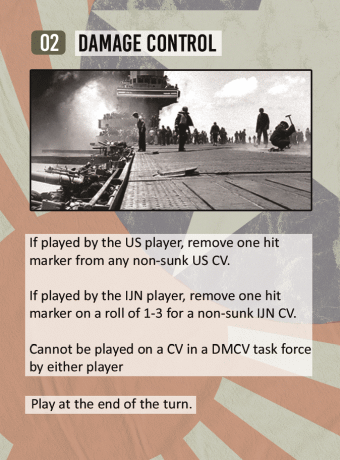 02 DAMAGE CONTROL
If played by the US player, remove one hit
marker from any non-sunk US CV.
If played by the IJN player, remove one hit
marker on a roll of 1-3 for a non-sunk IJN CV.
Cannot be played on a CV in a DMCV task force
by either player
Play at the end of the turn.